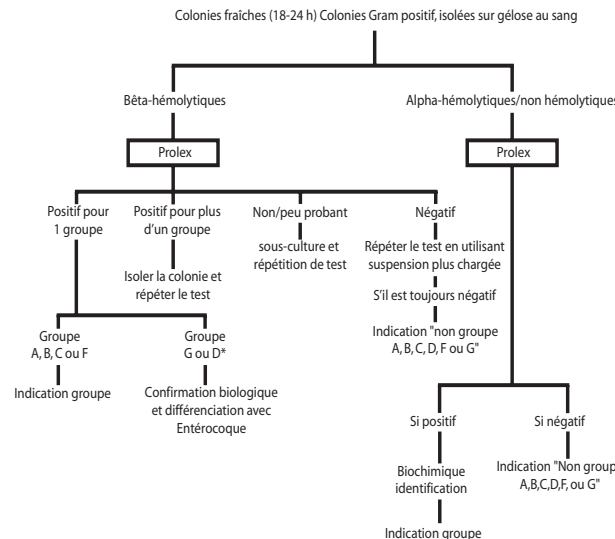 Colonies fraîches (18-24 h) Colonies Gram positif, isolées sur gélose au sang
Bêta-hémolytiques
Alpha-hémolytiques/non hémolytiques
Prolex
Prolex
Positif pour
1 groupe
Positif pour plus
d'un groupe
Non/peu probant
Négatif
Isoler la colonie et
répéter le test
sous-culture et
répétition de test
Répéter le test en utilisant
suspension plus chargée
S'il est toujours négatif
Indication "non groupe
A, B, C, D, F ou G"
Groupe
A, B, C ou F
Groupe
G ou D*
Indication groupe
Confirmation biologique
et différenciation avec
Entérocoque
Si positif
Si négatif
Biochimique
identification
Indication "Non group
A,B,C,D,F, ou G"
Indication groupe